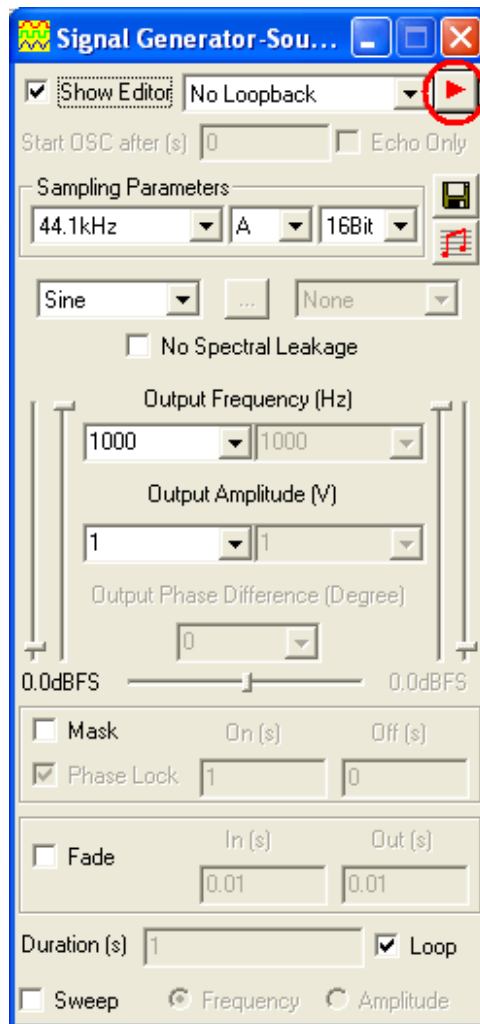 Signal Generator-Sou...
Show Editor No Loopback
Start OSC after (s) 0 Echo Only
Sampling Parameters
44.1kHz A 16Bit
Sine ... None
No Spectral Leakage
Output Frequency (Hz)
1000 1000
Output Amplitude (V)
1 1
Output Phase Difference (Degree)
0
0.0dBFS 0.0dBFS
Mask On (s) Off (s)
Phase Lock 1 0
In (s) Out (s)
Fade
0.01 0.01
Duration (s) 1 Loop
Sweep Frequency Amplitude